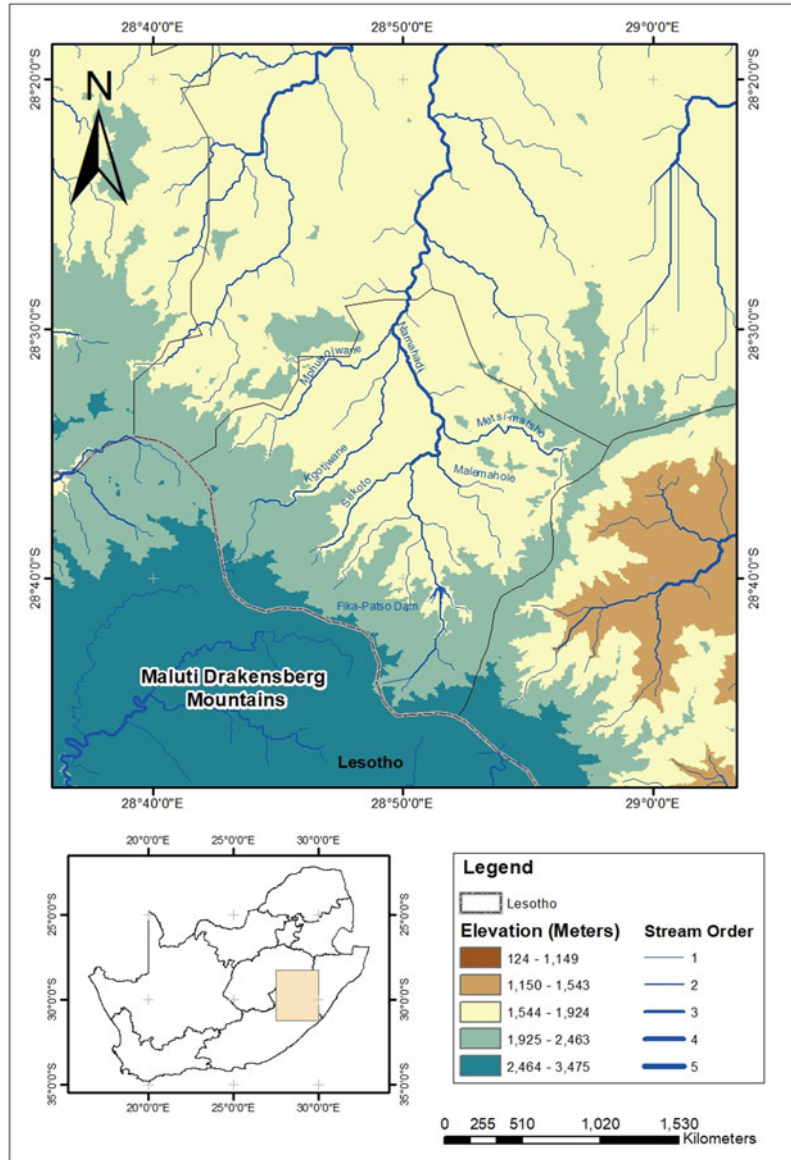 28°40'0"E 28°50'0"E 29°0'0"E
28°20'0"S 28°20'0"S
N
28°30'0"S 28°30'0"S
Namahadi
Metsi-matsho
Kgotjwane
Malemahole
Sekoto
28°40'0"S 28°40'0"S
Fika-Patso Dam
Maluti Drakensberg
Mountains
Lesotho
28°40'0"E 28°50'0"E 29°0'0"E
20°0'0"E 25°0'0"E 30°0'0"E
25°0'0"S 25°0'0"S
30°0'0"S 30°0'0"S
35°0'0"S 35°0'0"S
20°0'0"E 25°0'0"E 30°0'0"E
Legend
Lesotho
Elevation (Meters) Stream Order
124 - 1,149 1
1,150 - 1,543 2
1,544 - 1,924 3
1,925 - 2,463 4
2,464 - 3,475 5
0 255 510 1,020 1,530
Kilometers